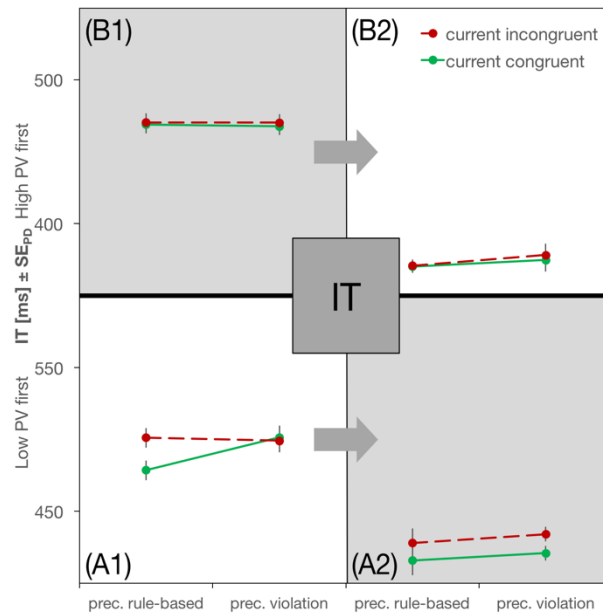 (B1)
(B2)
current incongruent
current congruent
500
400
IT [ms] ± SEPD High PV first
IT
550
450
Low PV first
(A1)
(A2)
prec. rule-based
prec. violation
prec. rule-based
prec. violation